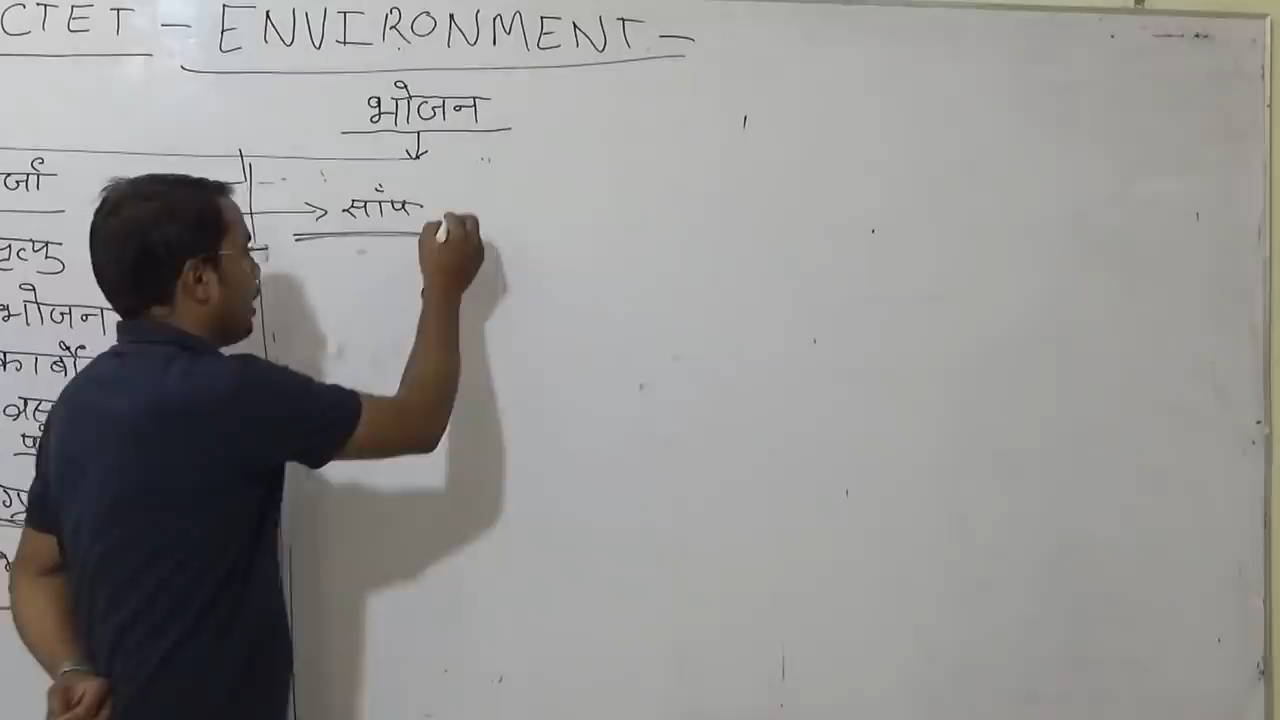 CTET - ENVIRONMENT -
भोजन
र्जा
→ साँप
मृत्यु
भोजन
कार्बो